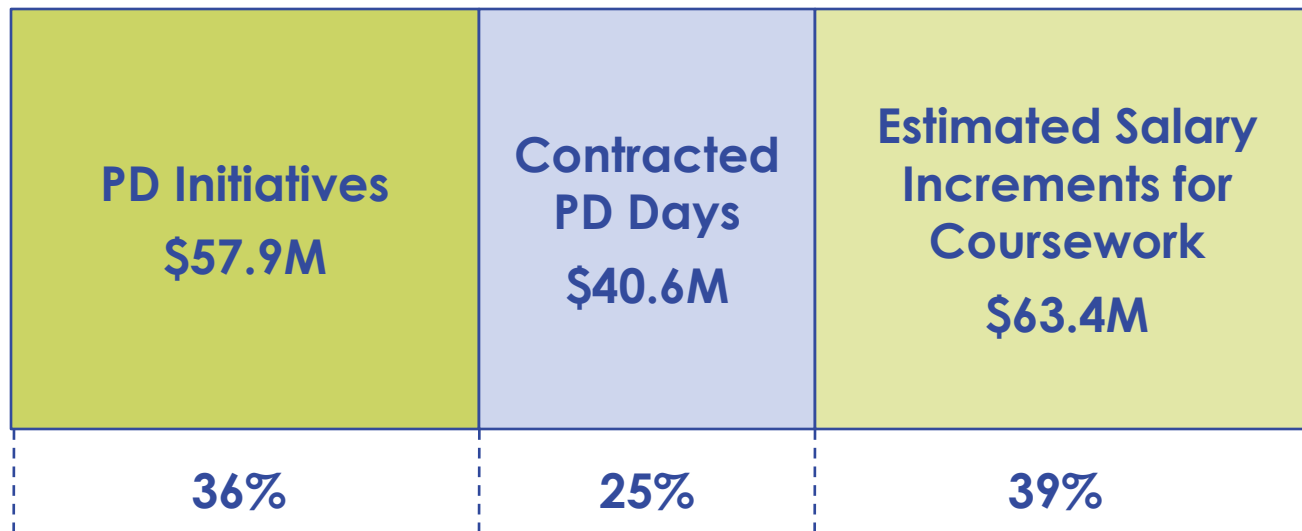 PD Initiatives
$57.9M
Contracted
PD Days
$40.6M
Estimated Salary
Increments for
Coursework
$63.4M
36%
25%
39%